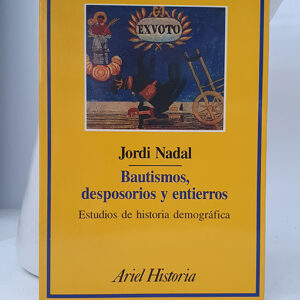 EXVOTO
Jordi Nadal
Bautismos,
desposorios y entierros
Estudios de historia demográfica
Ariel Historia